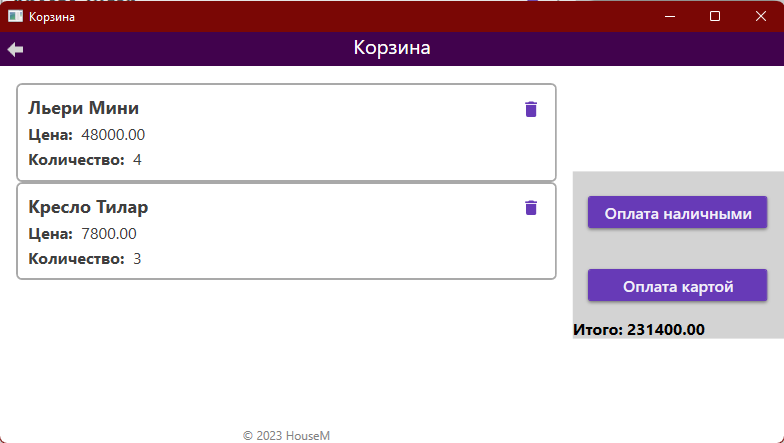 Корзина
Корзина
Льери Мини
Цена: 48000.00
Количество: 4
Кресло Тилар
Цена: 7800.00
Количество: 3
Оплата наличными
Оплата картой
Итого: 231400.00
© 2023 HouseM